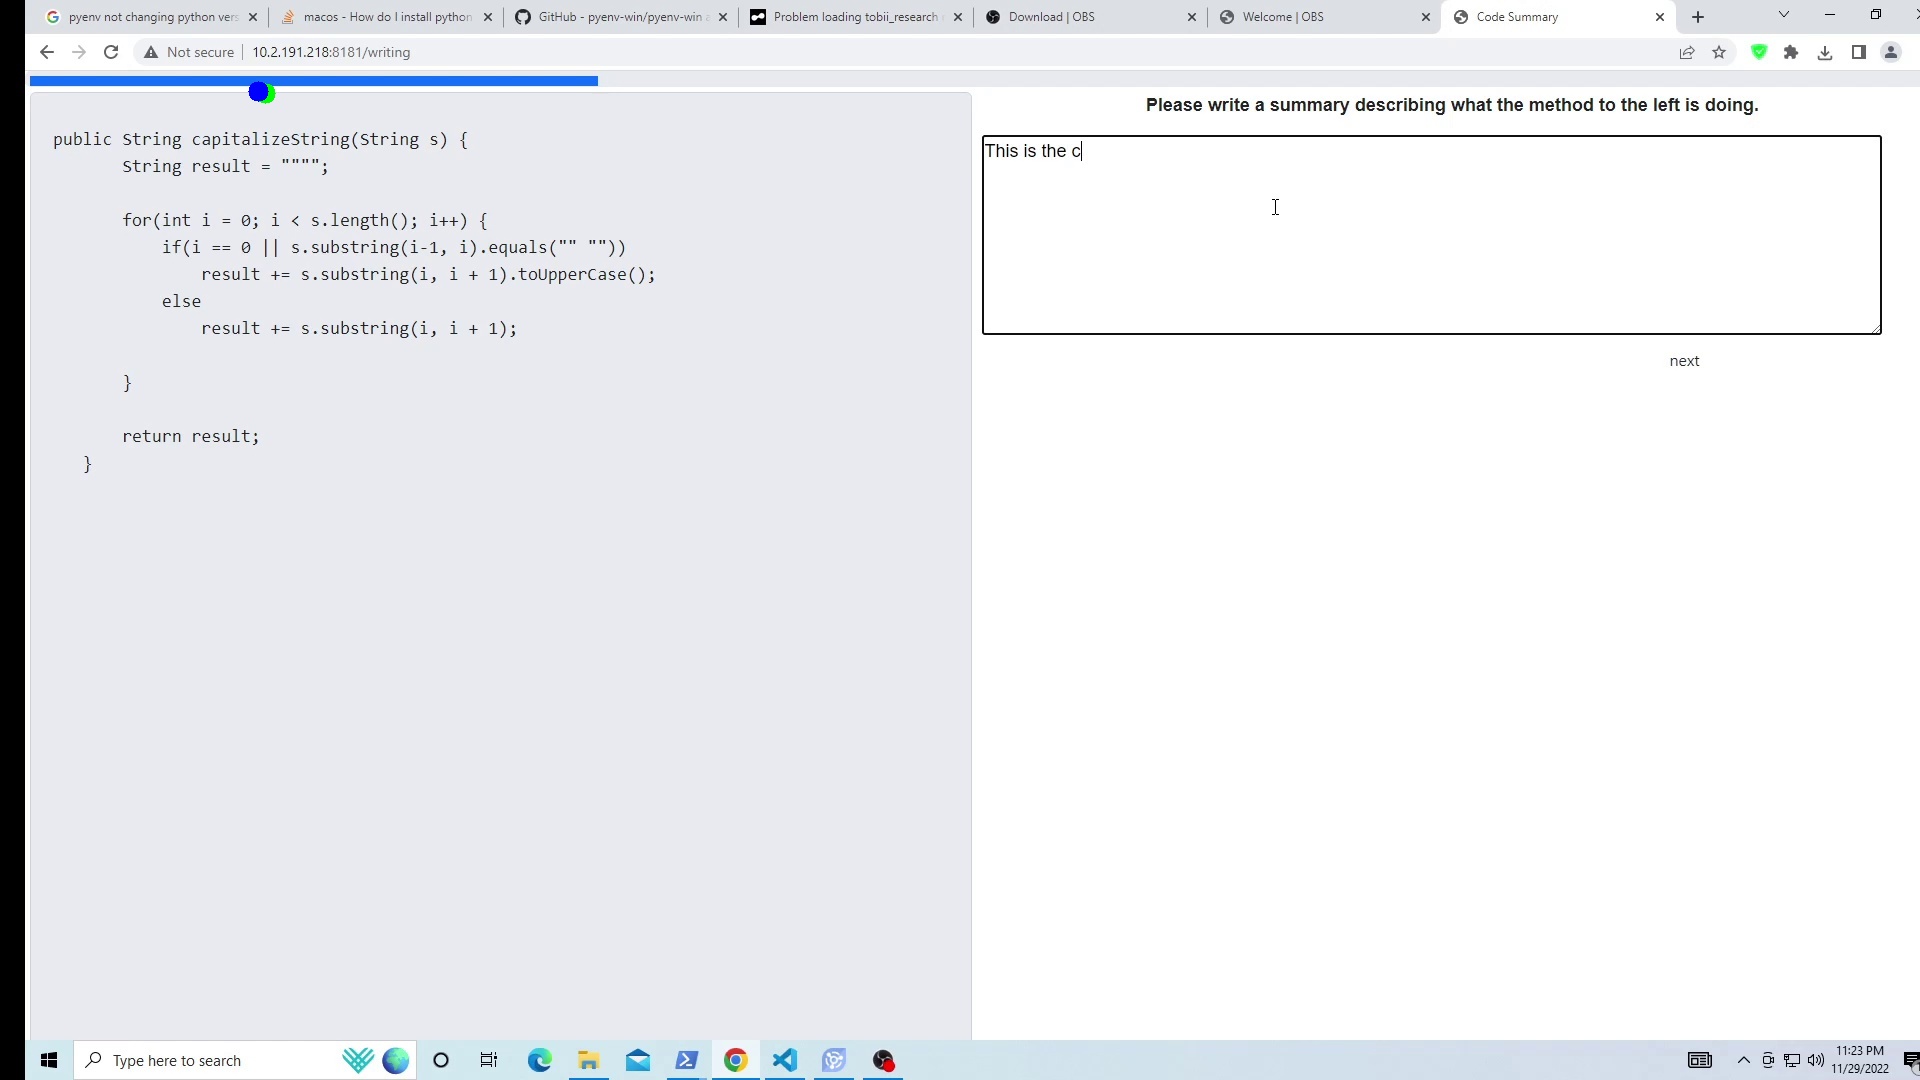 pyenv not changing python vers
macos - How do I install python
GitHub - pyenv-win/pyenv-win a
Problem loading tobii_research
Download | OBS
Welcome | OBS
Code Summary
Not secure
10.2.191.218:8181/writing
public String capitalizeString(String s) {
String result = """";
for(int i = 0; i < s.length(); i++) {
if(i == 0 || s.substring(i-1, i).equals("" ""))
result += s.substring(i, i + 1).toUpperCase();
else
result += s.substring(i, i + 1);
}
return result;
}
Please write a summary describing what the method to the left is doing.
This is the c
next
Type here to search
11:23 PM
11/29/2022